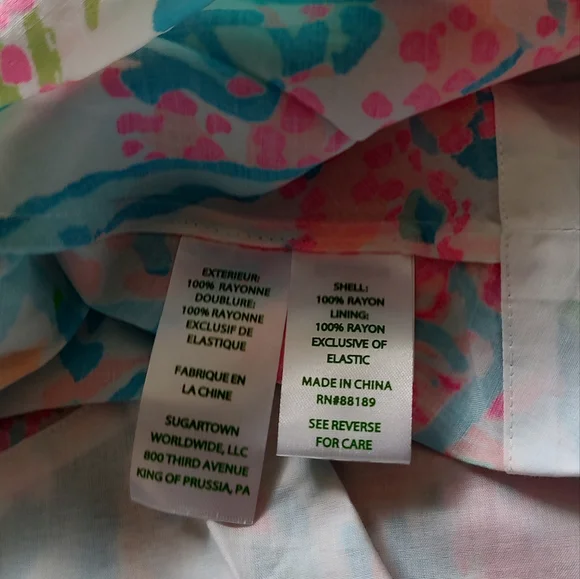 EXTERIEUR:
100% RAYONNE
DOUBLURE:
100% RAYONNE
EXCLUSIF DE
ELASTIQUE
FABRIQUE EN
LA CHINE
SUGARTOWN
WORLDWIDE, LLC
800 THIRD AVENUE
KING OF PRUSSIA, PA
SHELL:
100% RAYON
LINING:
100% RAYON
EXCLUSIVE OF
ELASTIC
MADE IN CHINA
RN#88189
SEE REVERSE
FOR CARE